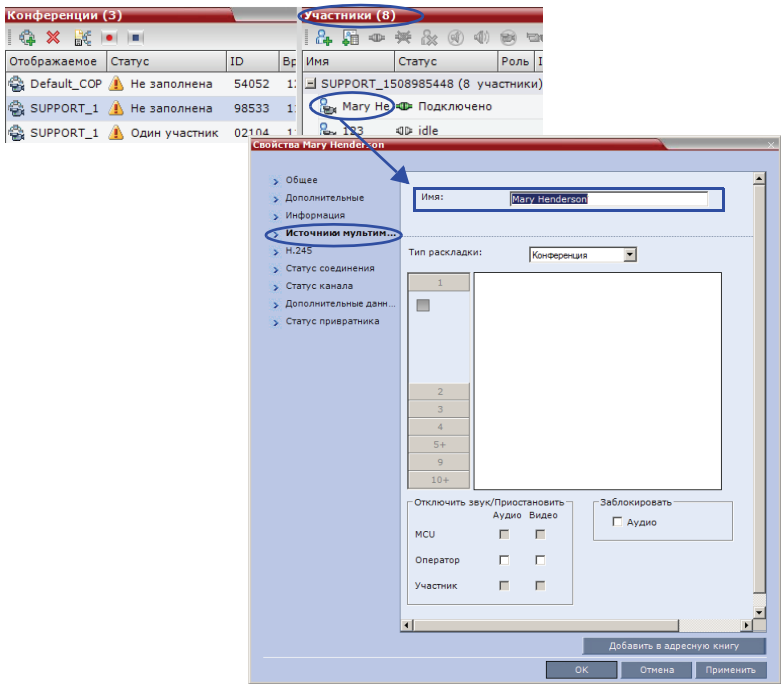 Конференции (3)
Отображаемое Статус ID Вр
Default_COP Не заполнена 54052
SUPPORT_1 Не заполнена 98533
SUPPORT_1 Один участник 02104
Участники (8)
Имя Статус Роль I
SUPPORT_1508985448 (8 участники)
Mary He Подключено
123 idle
Свойства Mary Henderson
Общее
Дополнительные
Информация
Источники мультим...
H.245
Статус соединения
Статус канала
Дополнительные данн...
Статус привратника
Имя: Mary Henderson
Тип раскладки: Конференция
1
2
3
4
5+
9
10+
Отключить звук/Приостановить
Аудио Видео
MCU
Оператор
Участник
Заблокировать
Аудио
Добавить в адресную книгу
OK Отмена Применить